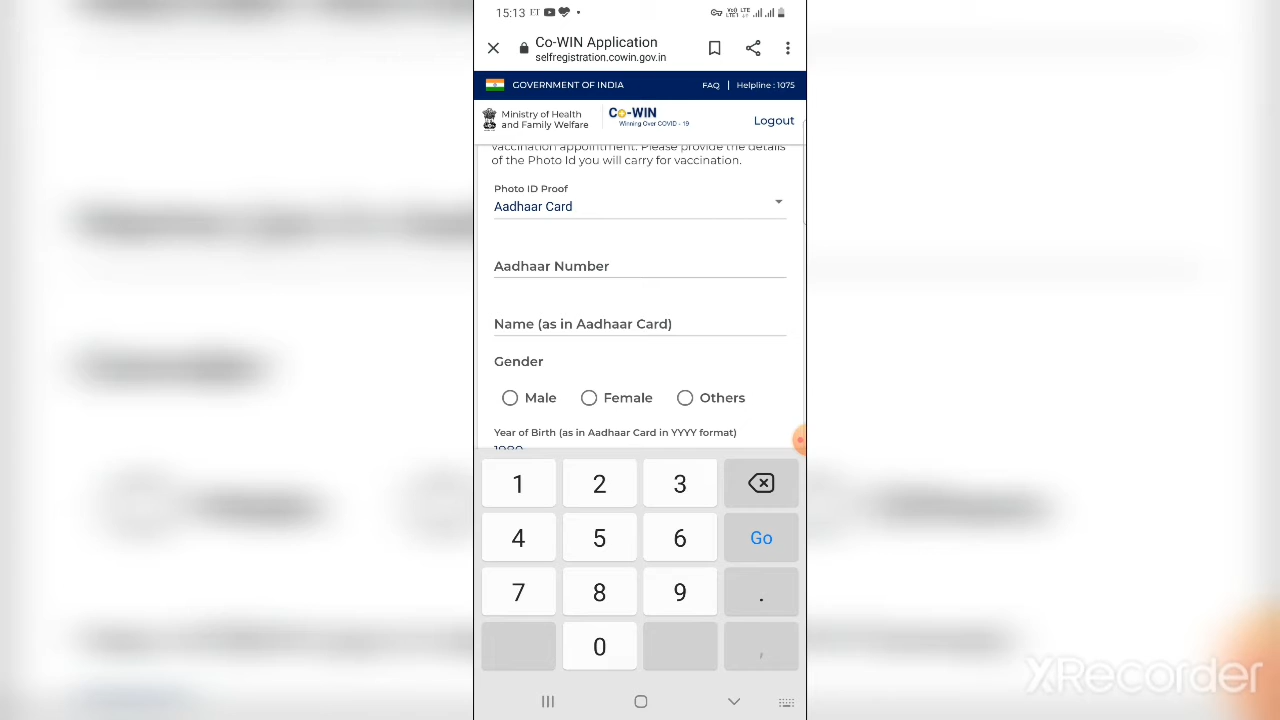 15:13
LTE
Co-WIN Application
selfregistration.cowin.gov.in
GOVERNMENT OF INDIA
FAQ | Helpline : 1075
Ministry of Health
and Family Welfare
Co-WIN
Winning Over COVID - 19
Logout
vaccination appointment. Please provide the details
of the Photo Id you will carry for vaccination.
Photo ID Proof
Aadhaar Card
Aadhaar Number
Name (as in Aadhaar Card)
Gender
Male Female Others
Year of Birth (as in Aadhaar Card in YYYY format)
1 2 3
4 5 6 Go
7 8 9 .
0 ,
XRecorder